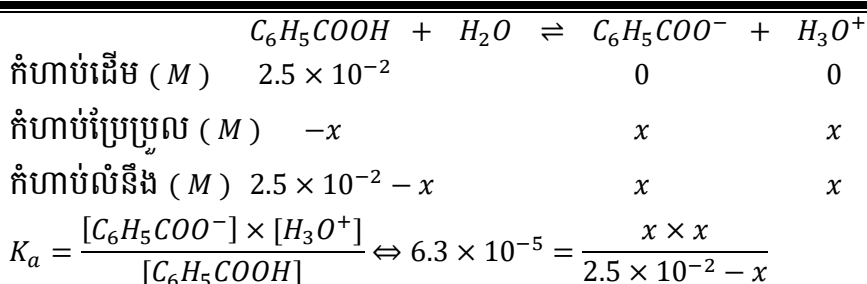 C₆H₅COOH + H₂O ⇌ C₆H₅COO⁻ + H₃O⁺
កំហាប់ដើម ( M ) 2.5 × 10⁻² 0 0
កំហាប់ប្រែប្រួល ( M ) −x x x
កំហាប់លំនឹង ( M ) 2.5 × 10⁻² − x x x
Kₐ = [C₆H₅COO⁻] × [H₃O⁺] / [C₆H₅COOH] ⇔ 6.3 × 10⁻⁵ = x × x / 2.5 × 10⁻² − x